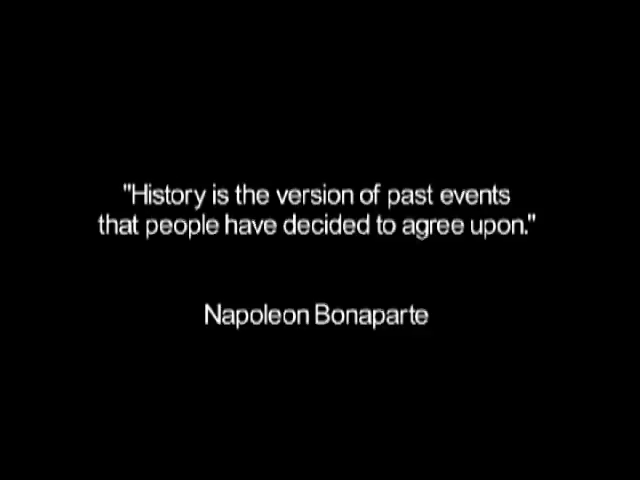 "History is the version of past events
that people have decided to agree upon."
Napoleon Bonaparte